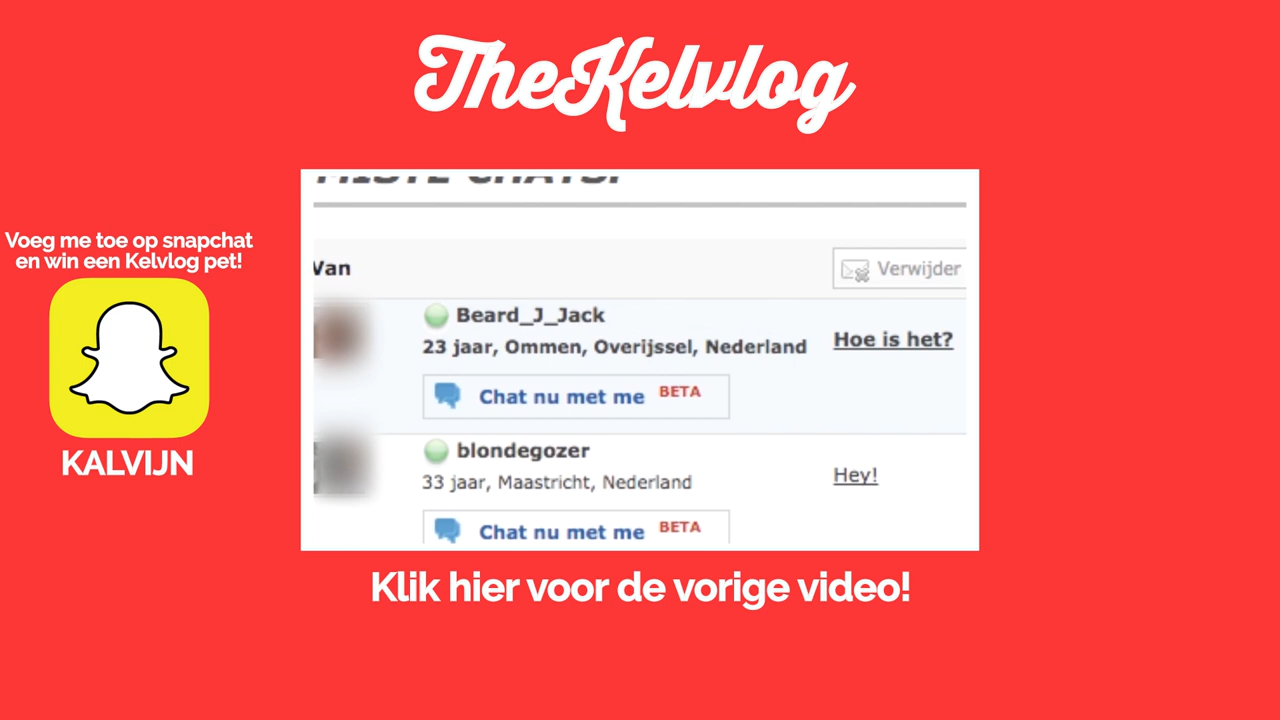 TheKelvlog
Voeg me toe op snapchat
en win een Kelvlog pet!
KALVIJN
Van
Verwijder
Beard_J_Jack
23 jaar, Ommen, Overijssel, Nederland
Hoe is het?
Chat nu met me BETA
blondegozer
33 jaar, Maastricht, Nederland
Hey!
Chat nu met me BETA
Klik hier voor de vorige video!